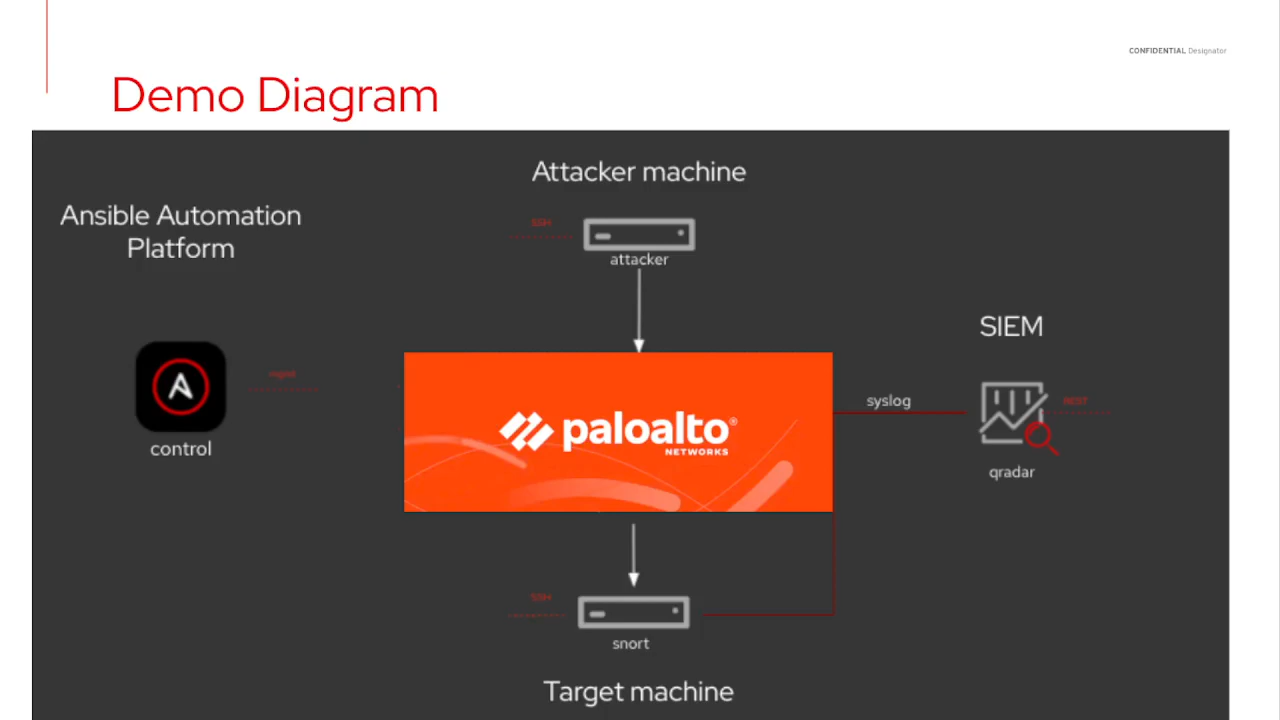 CONFIDENTIAL Designator
Demo Diagram
Attacker machine
Ansible Automation
Platform
SSH
attacker
SIEM
control
paloalto®
NETWORKS
syslog
REST
qradar
SSH
snort
Target machine